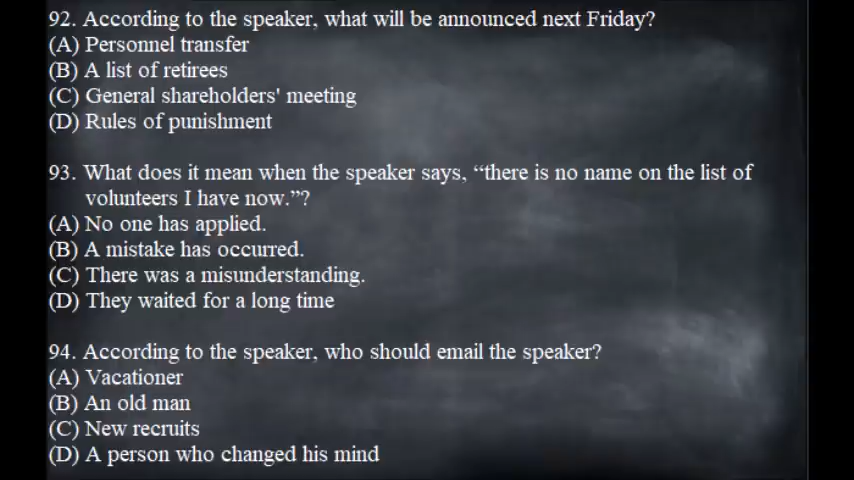 92. According to the speaker, what will be announced next Friday?
(A) Personnel transfer
(B) A list of retirees
(C) General shareholders' meeting
(D) Rules of punishment
93. What does it mean when the speaker says, “there is no name on the list of
volunteers I have now.”?
(A) No one has applied.
(B) A mistake has occurred.
(C) There was a misunderstanding.
(D) They waited for a long time
94. According to the speaker, who should email the speaker?
(A) Vacationer
(B) An old man
(C) New recruits
(D) A person who changed his mind